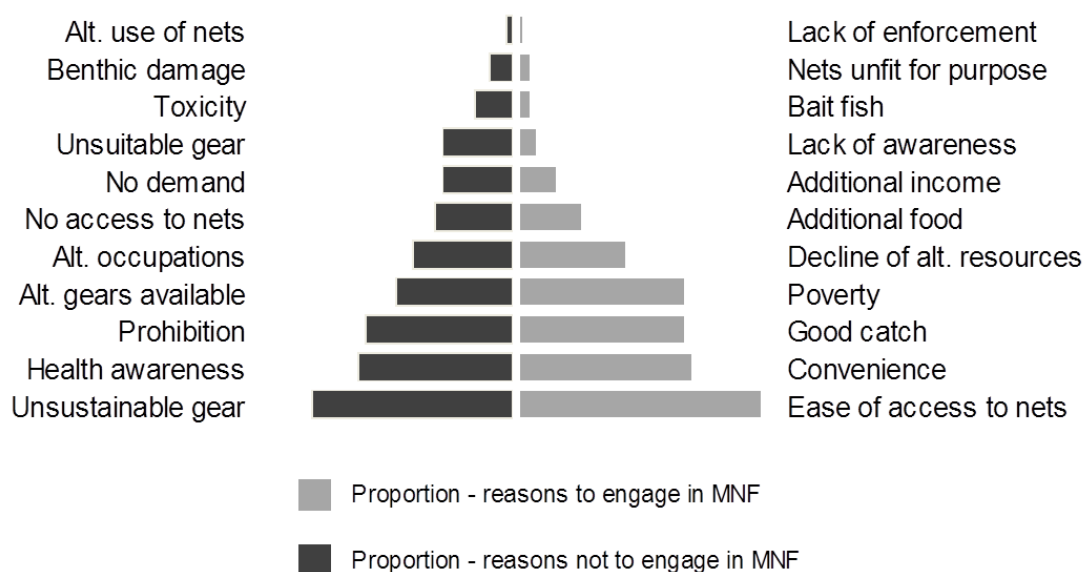 Alt. use of nets Lack of enforcement
Benthic damage Nets unfit for purpose
Toxicity Bait fish
Unsuitable gear Lack of awareness
No demand Additional income
No access to nets Additional food
Alt. occupations Decline of alt. resources
Alt. gears available Poverty
Prohibition Good catch
Health awareness Convenience
Unsustainable gear Ease of access to nets
Proportion - reasons to engage in MNF
Proportion - reasons not to engage in MNF